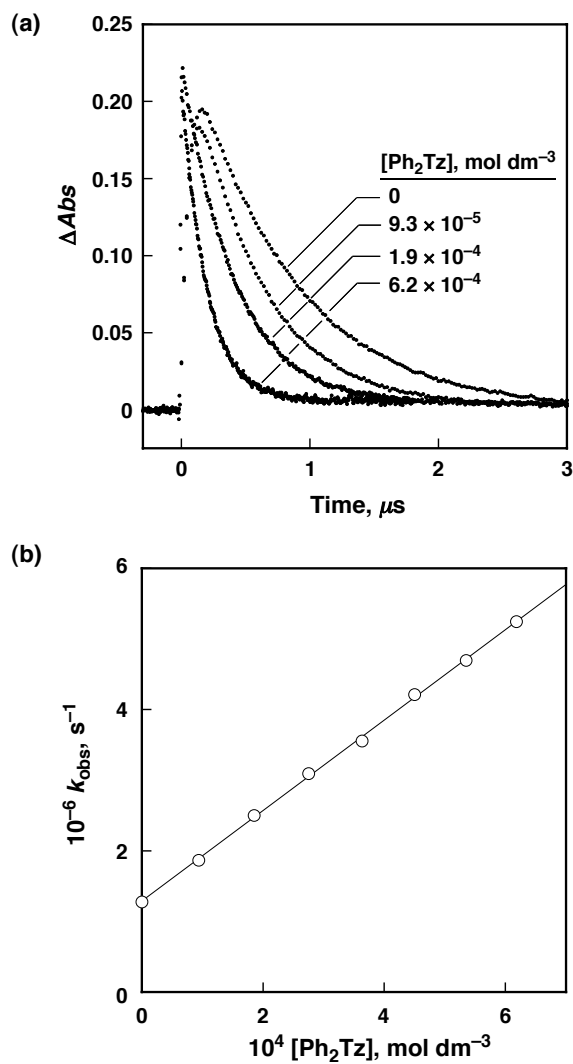 (a)
0.25
0.20
0.15
0.10
0.05
0
ΔAbs
[Ph₂Tz], mol dm⁻³
0
9.3 × 10⁻⁵
1.9 × 10⁻⁴
6.2 × 10⁻⁴
0 1 2 3
Time, μs
(b)
6
4
2
0
10⁻⁶ k_obs, s⁻¹
0 2 4 6
10⁴ [Ph₂Tz], mol dm⁻³